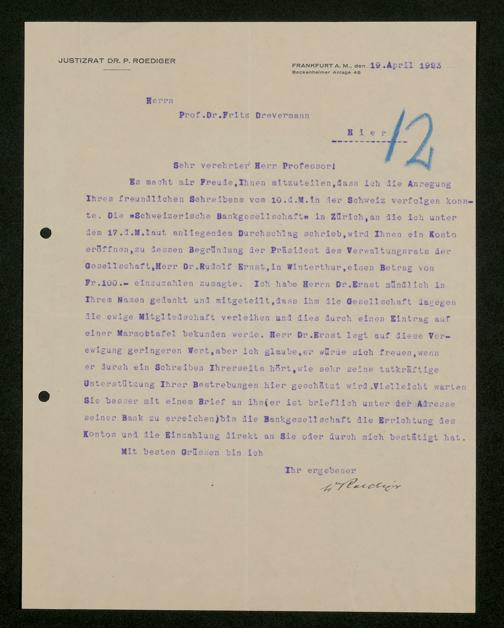 JUSTIZRAT DR. P. ROEDIGER
FRANKFURT A. M., den 19.April 1923
Bockenheimer Anlage 45
Herrn
Prof.Dr.Fritz Drevermann
Hier
12
Sehr verehrter Herr Professor!
Es macht mir Freude,Ihnen mitzuteilen,dass ich die Anregung
Ihres freundlichen Schreibens vom 10.d.M.in der Schweiz verfolgen konn-
te. Die "Schweizerische Bankgesellschaft" in Zürich,an die ich unter
dem 17.d.M.laut anliegendem Durchschlag schrieb,wird Ihnen ein Konto
eröffnen,zu dessen Begründung der Präsident des Verwaltungsrats der
Gesellschaft,Herr Dr.Rudolf Ernst,in Winterthur,einen Betrag von
Fr.100.- einzuzahlen zusagte. Ich habe Herrn Dr.Ernst mündlich in
Ihrem Namen gedankt und mitgeteilt,dass ihm die Gesellschaft dagegen
die ewige Mitgliedschaft verleihen und dies durch einen Eintrag auf
einer Marmortafel bekunden werde. Herr Dr.Ernst legt auf diese Ver-
ewigung geringeren Wert,aber ich glaube,er würde sich freuen,wenn
er durch ein Schreiben Ihrerseits hört,wie sehr seine tatkräftige
Unterstützung Ihrer Bestrebungen hier geschätzt wird.Vielleicht warten
Sie besser mit einem Brief an ihn(er ist brieflich unter der Adresse
seiner Bank zu erreichen)bis die Bankgesellschaft die Errichtung des
Kontos und die Einzahlung direkt an Sie oder durch mich bestätigt hat.
Mit besten Grüssen bin ich
Ihr ergebener
Roediger